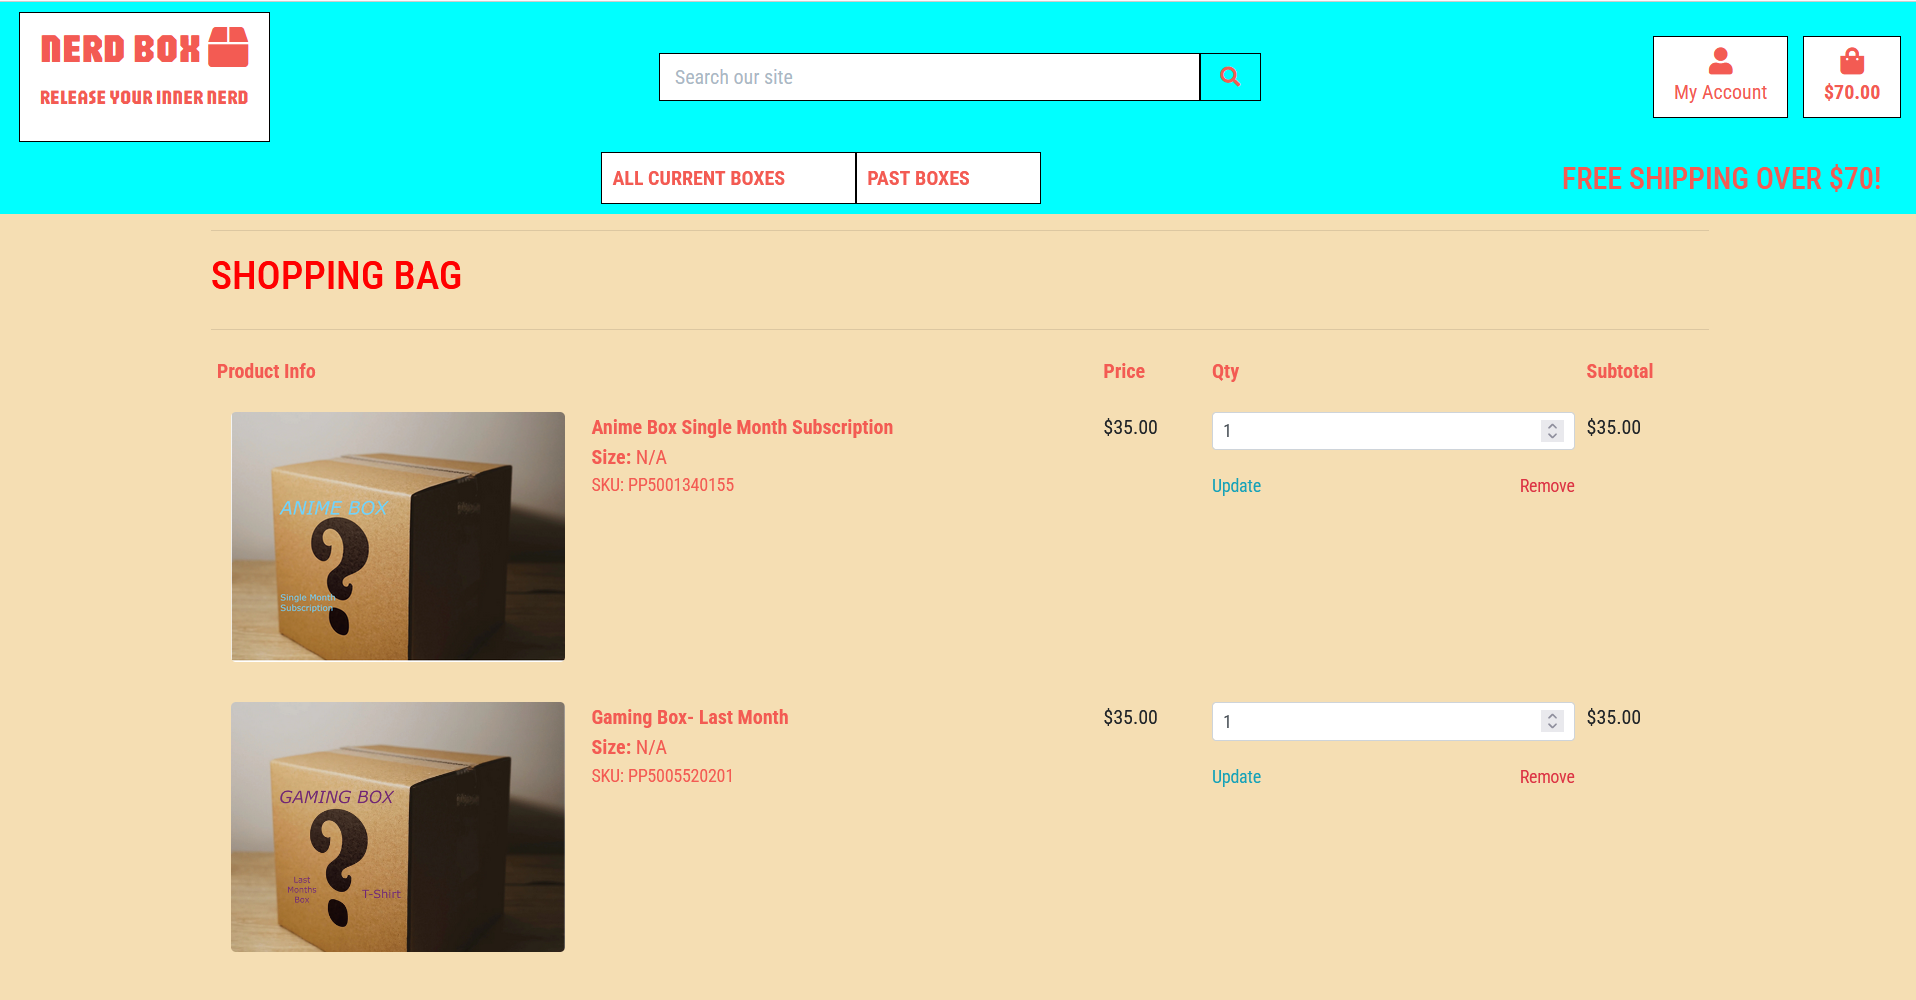 NERD BOX
RELEASE YOUR INNER NERD
Search our site
My Account
$70.00
ALL CURRENT BOXES
PAST BOXES
FREE SHIPPING OVER $70!
SHOPPING BAG
Product Info
Price
Qty
Subtotal
ANIME BOX
?
Single Month
Subscription
Anime Box Single Month Subscription
Size: N/A
SKU: PP5001340155
$35.00
1
Update
Remove
$35.00
GAMING BOX
?
Last
Months
Box
T-Shirt
Gaming Box- Last Month
Size: N/A
SKU: PP5005520201
$35.00
1
Update
Remove
$35.00